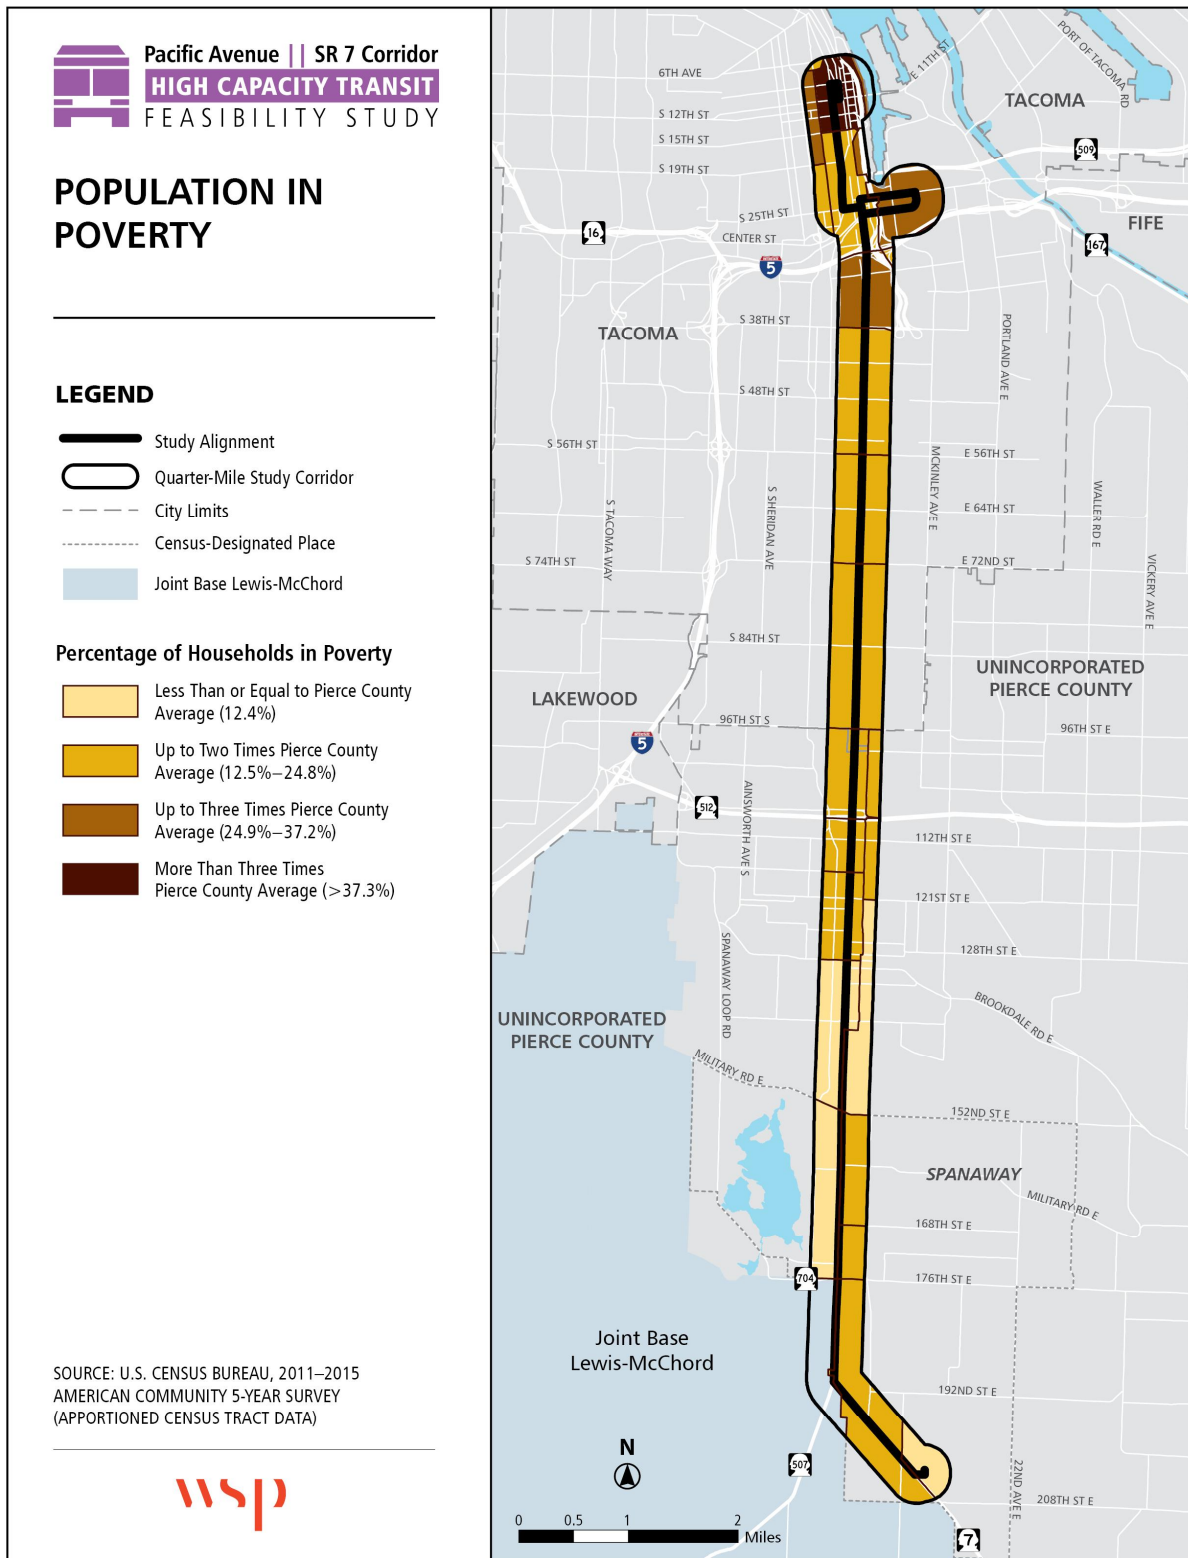 Pacific Avenue || SR 7 Corridor
HIGH CAPACITY TRANSIT
FEASIBILITY STUDY
POPULATION IN
POVERTY
LEGEND
Study Alignment
Quarter-Mile Study Corridor
City Limits
Census-Designated Place
Joint Base Lewis-McChord
Percentage of Households in Poverty
Less Than or Equal to Pierce County
Average (12.4%)
Up to Two Times Pierce County
Average (12.5%–24.8%)
Up to Three Times Pierce County
Average (24.9%–37.2%)
More Than Three Times
Pierce County Average (>37.3%)
SOURCE: U.S. CENSUS BUREAU, 2011–2015
AMERICAN COMMUNITY 5-YEAR SURVEY
(APPORTIONED CENSUS TRACT DATA)
wsp
6TH AVE
E 11TH ST
PORT OF TACOMA RD
TACOMA
S 12TH ST
S 15TH ST
509
S 19TH ST
S 25TH ST
FIFE
16
CENTER ST
167
INTERSTATE
5
S 38TH ST
TACOMA
PORTLAND AVE E
S 48TH ST
S 56TH ST
MCKINLEY AVE E
E 56TH ST
S TACOMA WAY
S SHERIDAN AVE
WALLER RD E
E 64TH ST
S 74TH ST
E 72ND ST
VICKERY AVE E
S 84TH ST
UNINCORPORATED
PIERCE COUNTY
LAKEWOOD
96TH ST S
96TH ST E
INTERSTATE
5
AINSWORTH AVE S
512
112TH ST E
121ST ST E
SPANAWAY LOOP RD
128TH ST E
BROOKDALE RD E
UNINCORPORATED
PIERCE COUNTY
MILITARY RD E
152ND ST E
SPANAWAY
MILITARY RD E
168TH ST E
704
176TH ST E
Joint Base
Lewis-McChord
192ND ST E
N
507
22ND AVE E
208TH ST E
0 0.5 1 2
Miles
7